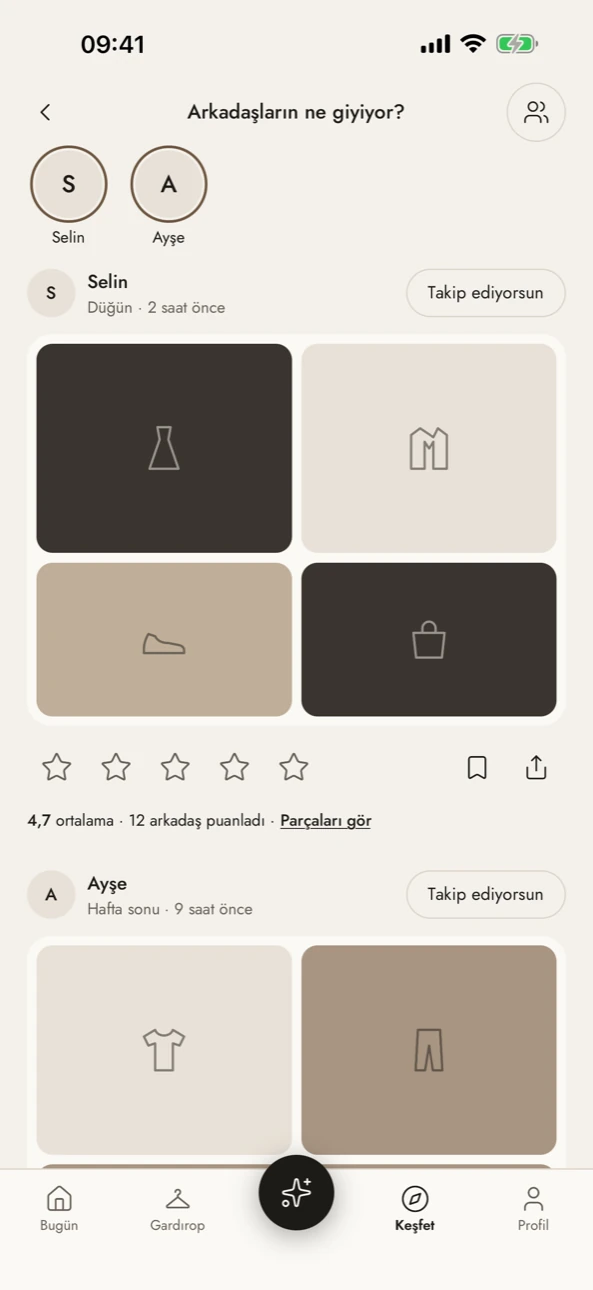 09:41
Arkadaşların ne giyiyor?
S
A
Selin
Ayşe
S
Selin
Düğün · 2 saat önce
Takip ediyorsun
4,7 ortalama · 12 arkadaş puanladı · Parçaları gör
A
Ayşe
Hafta sonu · 9 saat önce
Takip ediyorsun
Bugün
Gardırop
Keşfet
Profil